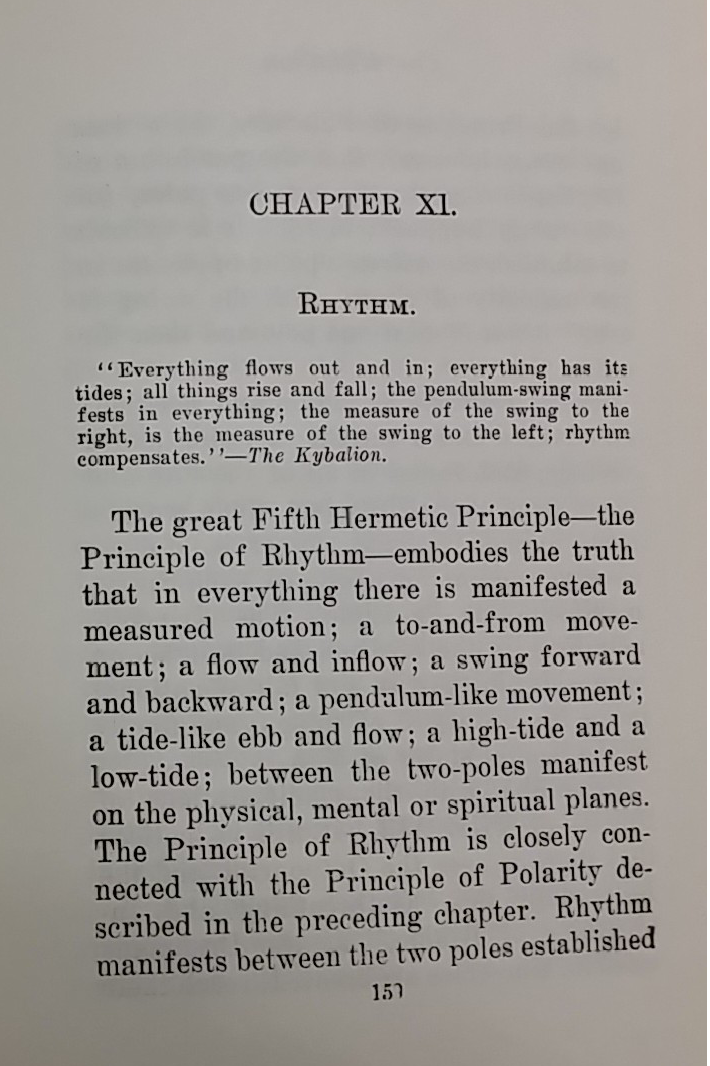 CHAPTER XI.
RHYTHM.
‘‘Everything flows out and in; everything has its
tides; all things rise and fall; the pendulum-swing mani-
fests in everything; the measure of the swing to the
right, is the measure of the swing to the left; rhythm
compensates.’’—The Kybalion.
The great Fifth Hermetic Principle—the
Principle of Rhythm—embodies the truth
that in everything there is manifested a
measured motion; a to-and-from move-
ment; a flow and inflow; a swing forward
and backward; a pendulum-like movement;
a tide-like ebb and flow; a high-tide and a
low-tide; between the two-poles manifest
on the physical, mental or spiritual planes.
The Principle of Rhythm is closely con-
nected with the Principle of Polarity de-
scribed in the preceding chapter. Rhythm
manifests between the two poles established